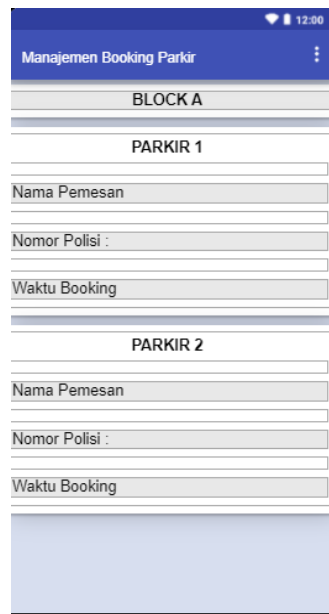 12:00
Manajemen Booking Parkir
BLOCK A
PARKIR 1
Nama Pemesan
Nomor Polisi :
Waktu Booking
PARKIR 2
Nama Pemesan
Nomor Polisi :
Waktu Booking